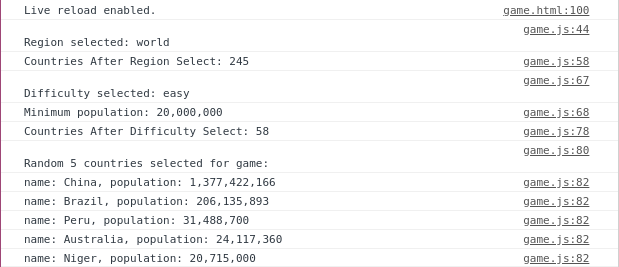 Live reload enabled. game.html:100
game.js:44
Region selected: world
Countries After Region Select: 245 game.js:58
game.js:67
Difficulty selected: easy
Minimum population: 20,000,000 game.js:68
Countries After Difficulty Select: 58 game.js:78
game.js:80
Random 5 countries selected for game:
name: China, population: 1,377,422,166 game.js:82
name: Brazil, population: 206,135,893 game.js:82
name: Peru, population: 31,488,700 game.js:82
name: Australia, population: 24,117,360 game.js:82
name: Niger, population: 20,715,000 game.js:82